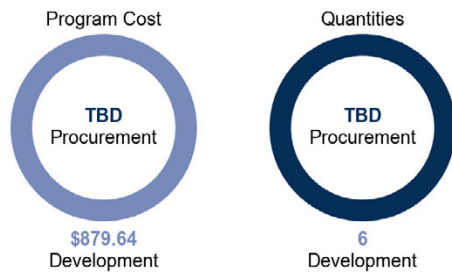 Program Cost
TBD
Procurement
$879.64
Development
Quantities
TBD
Procurement
6
Development